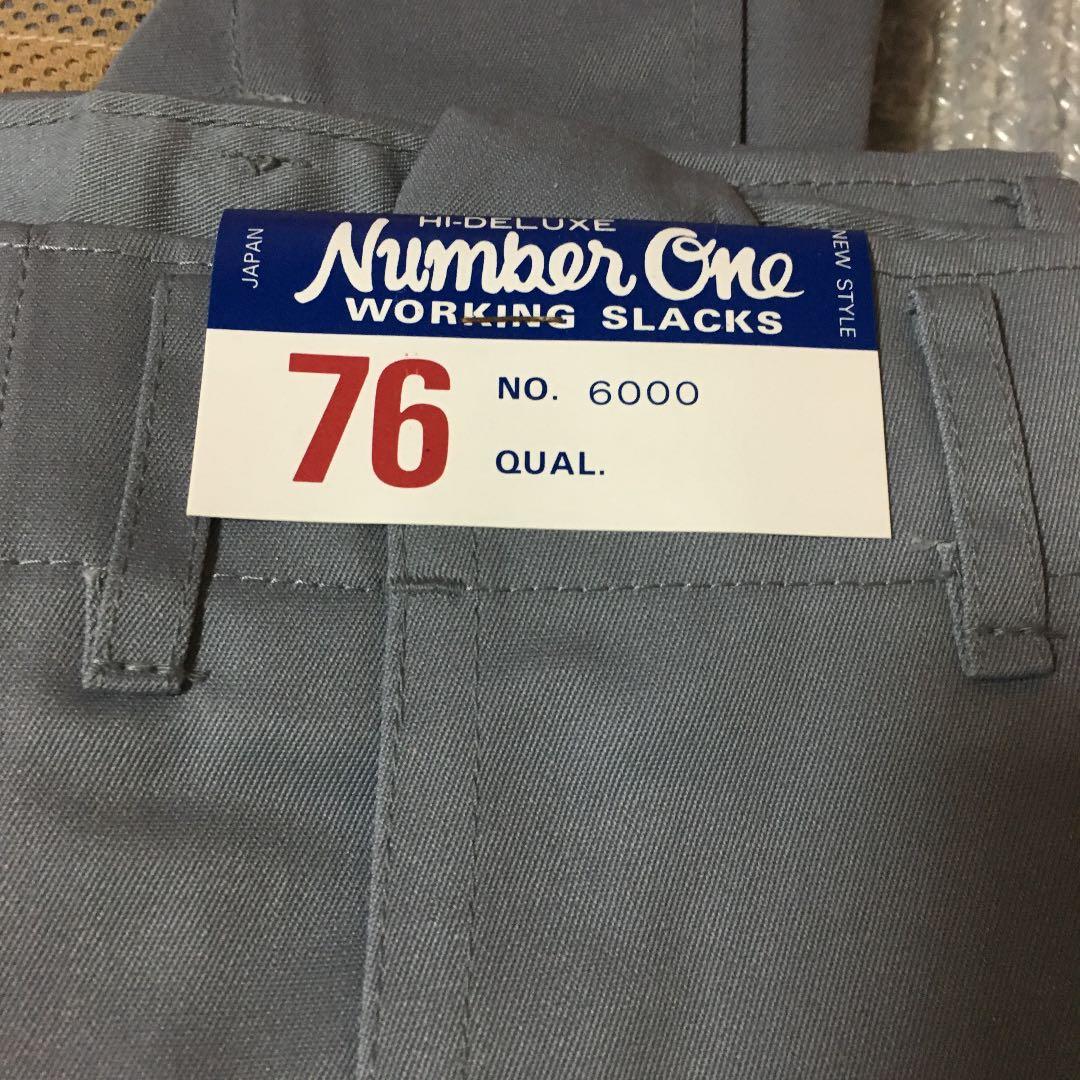 HI-DELUXE
JAPAN
Number One
NEW STYLE
WORKING SLACKS
76
NO. 6000
QUAL.